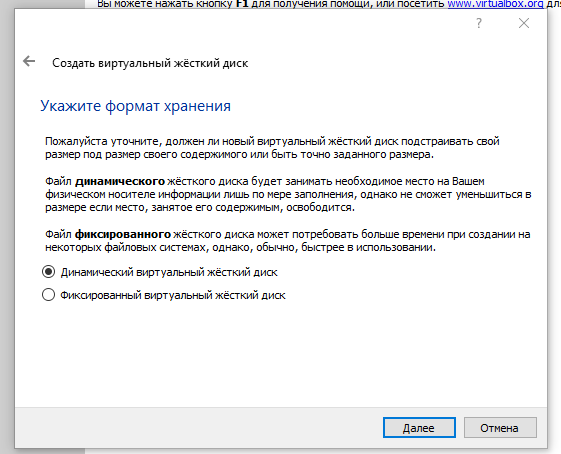 Вы можете нажать кнопку F1 для получения помощи, или посетить www.virtualbox.org для
?
Создать виртуальный жёсткий диск
Укажите формат хранения
Пожалуйста уточните, должен ли новый виртуальный жёсткий диск подстраивать свой
размер под размер своего содержимого или быть точно заданного размера.
Файл динамического жёсткого диска будет занимать необходимое место на Вашем
физическом носителе информации лишь по мере заполнения, однако не сможет уменьшиться в
размере если место, занятое его содержимым, освободится.
Файл фиксированного жёсткого диска может потребовать больше времени при создании на
некоторых файловых системах, однако, обычно, быстрее в использовании.
Динамический виртуальный жёсткий диск
Фиксированный виртуальный жёсткий диск
Далее
Отмена